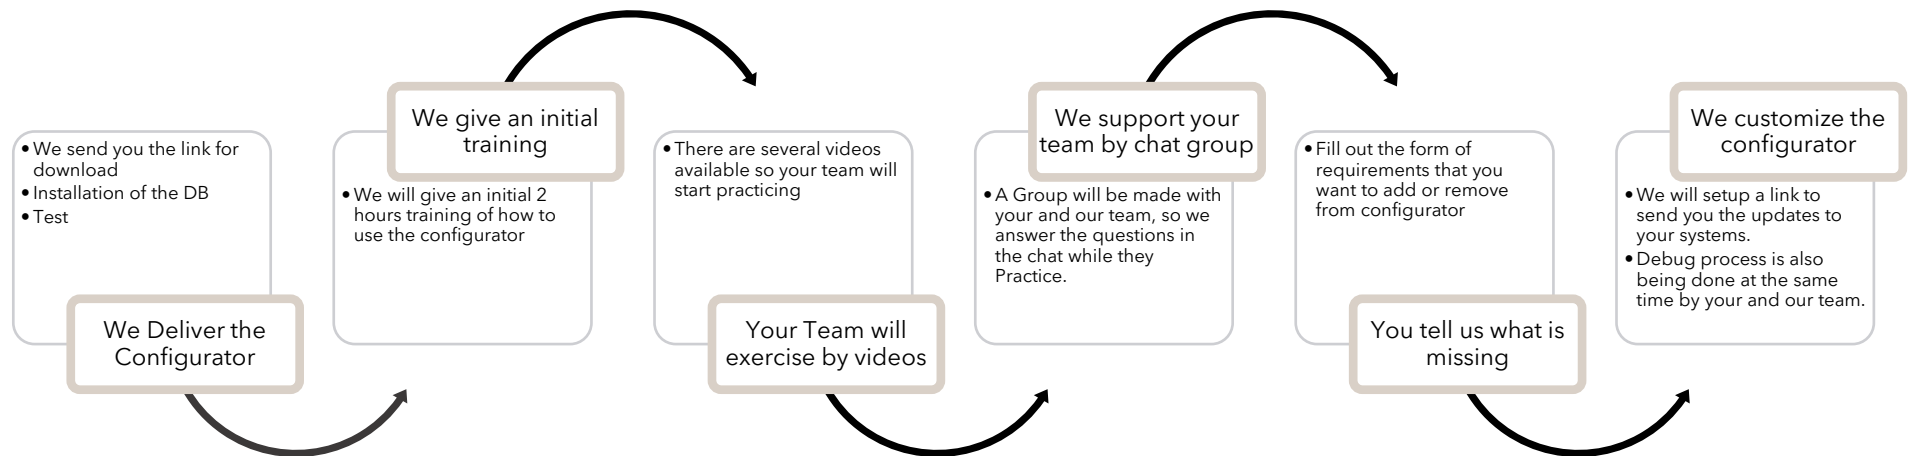 • We send you the link for
download
• Installation of the DB
• Test
We Deliver the
Configurator
We give an initial
training
• We will give an initial 2
hours training of how to
use the configurator
• There are several videos
available so your team will
start practicing
Your Team will
exercise by videos
We support your
team by chat group
• A Group will be made with
your and our team, so we
answer the questions in
the chat while they
Practice.
• Fill out the form of
requirements that you
want to add or remove
from configurator
You tell us what is
missing
We customize the
configurator
• We will setup a link to
send you the updates to
your systems.
• Debug process is also
being done at the same
time by your and our team.